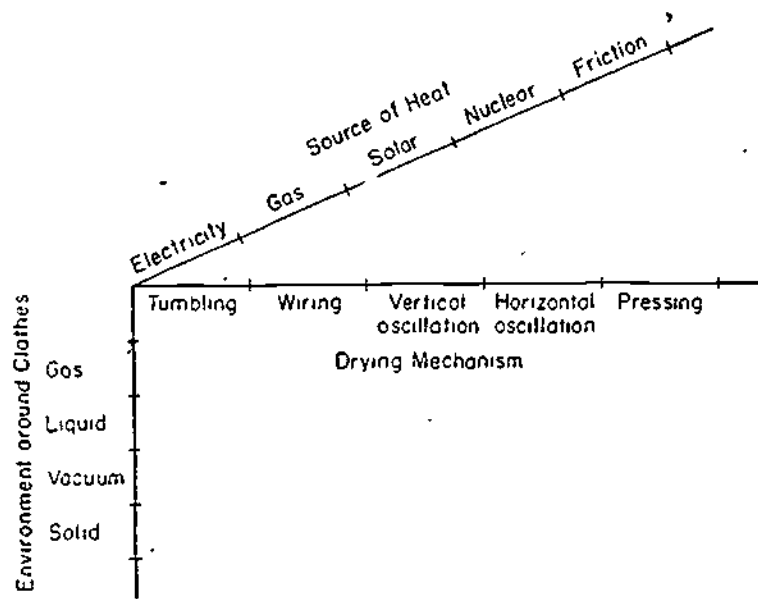 Friction
Nuclear
Source of Heat
Solar
Gas
Electricity
Tumbling
Wiring
Vertical
oscillation
Horizontal
oscillation
Pressing
Drying Mechanism
Environment around Clothes
Gas
Liquid
Vacuum
Solid